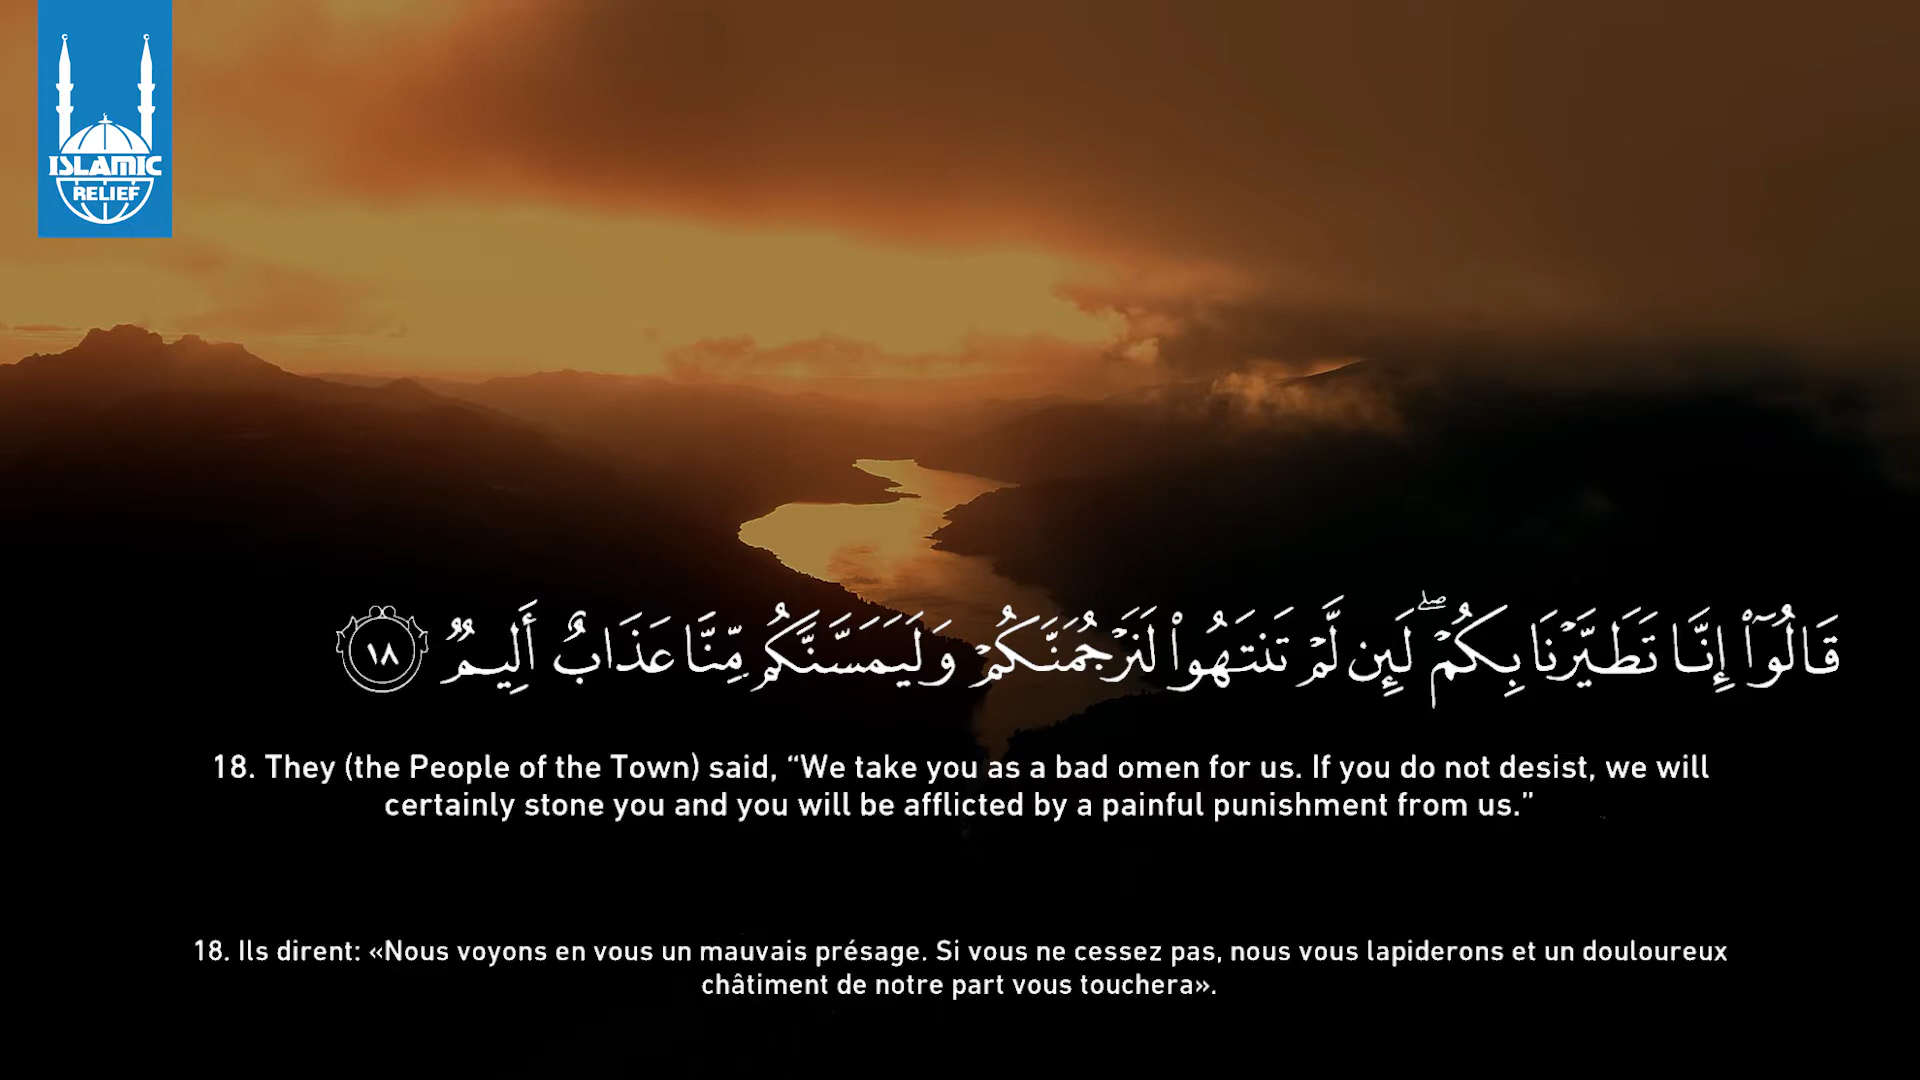 ISLAMIC
RELIEF
قَالُوٓا۟ إِنَّا تَطَيَّرْنَا بِكُمْ ۖ لَئِن لَّمْ تَنتَهُوا۟ لَنَرْجُمَنَّكُمْ وَلَيَمَسَّنَّكُم مِّنَّا عَذَابٌ أَلِيمٌ ١٨
18. They (the People of the Town) said, “We take you as a bad omen for us. If you do not desist, we will
certainly stone you and you will be afflicted by a painful punishment from us.”
18. Ils dirent: «Nous voyons en vous un mauvais présage. Si vous ne cessez pas, nous vous lapiderons et un douloureux
châtiment de notre part vous touchera».